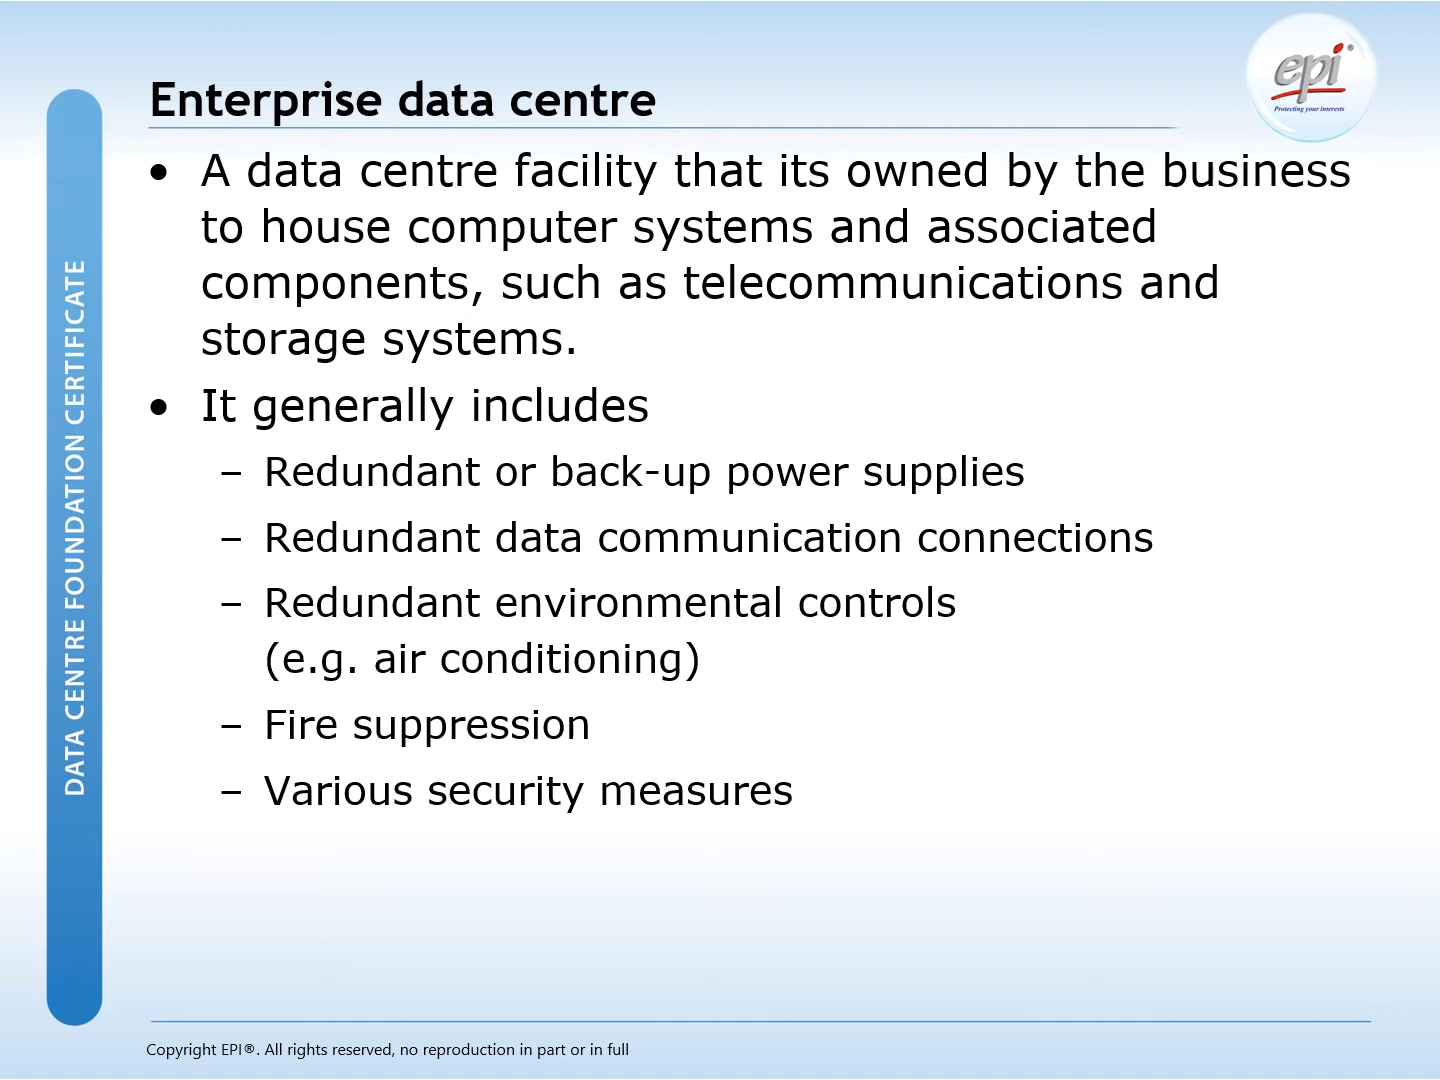 Enterprise data centre
epi®
Protecting your interests
• A data centre facility that its owned by the business
to house computer systems and associated
components, such as telecommunications and
storage systems.
• It generally includes
– Redundant or back-up power supplies
– Redundant data communication connections
– Redundant environmental controls
(e.g. air conditioning)
– Fire suppression
– Various security measures
DATA CENTRE FOUNDATION CERTIFICATE
Copyright EPI®. All rights reserved, no reproduction in part or in full